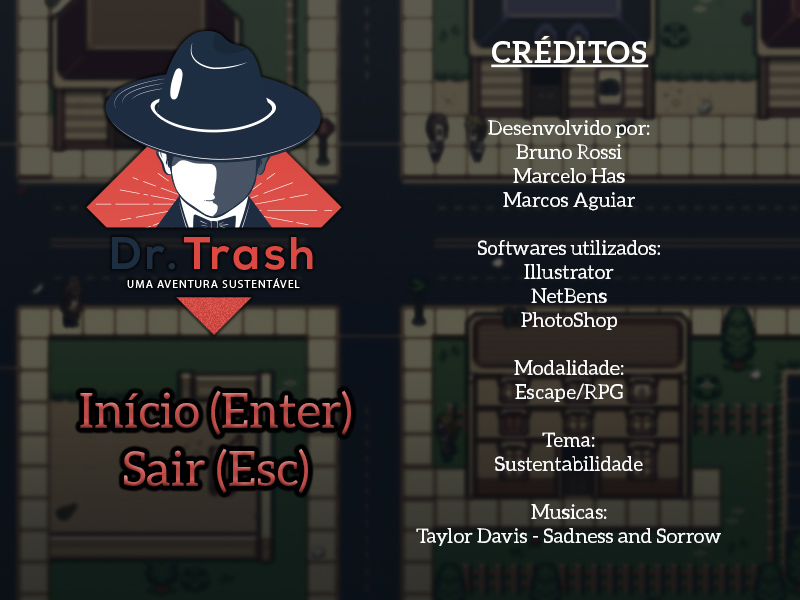 Dr. Trash
UMA AVENTURA SUSTENTÁVEL
Início (Enter)
Sair (Esc)
CRÉDITOS
Desenvolvido por:
Bruno Rossi
Marcelo Has
Marcos Aguiar
Softwares utilizados:
Illustrator
NetBens
PhotoShop
Modalidade:
Escape/RPG
Tema:
Sustentabilidade
Musicas:
Taylor Davis - Sadness and Sorrow